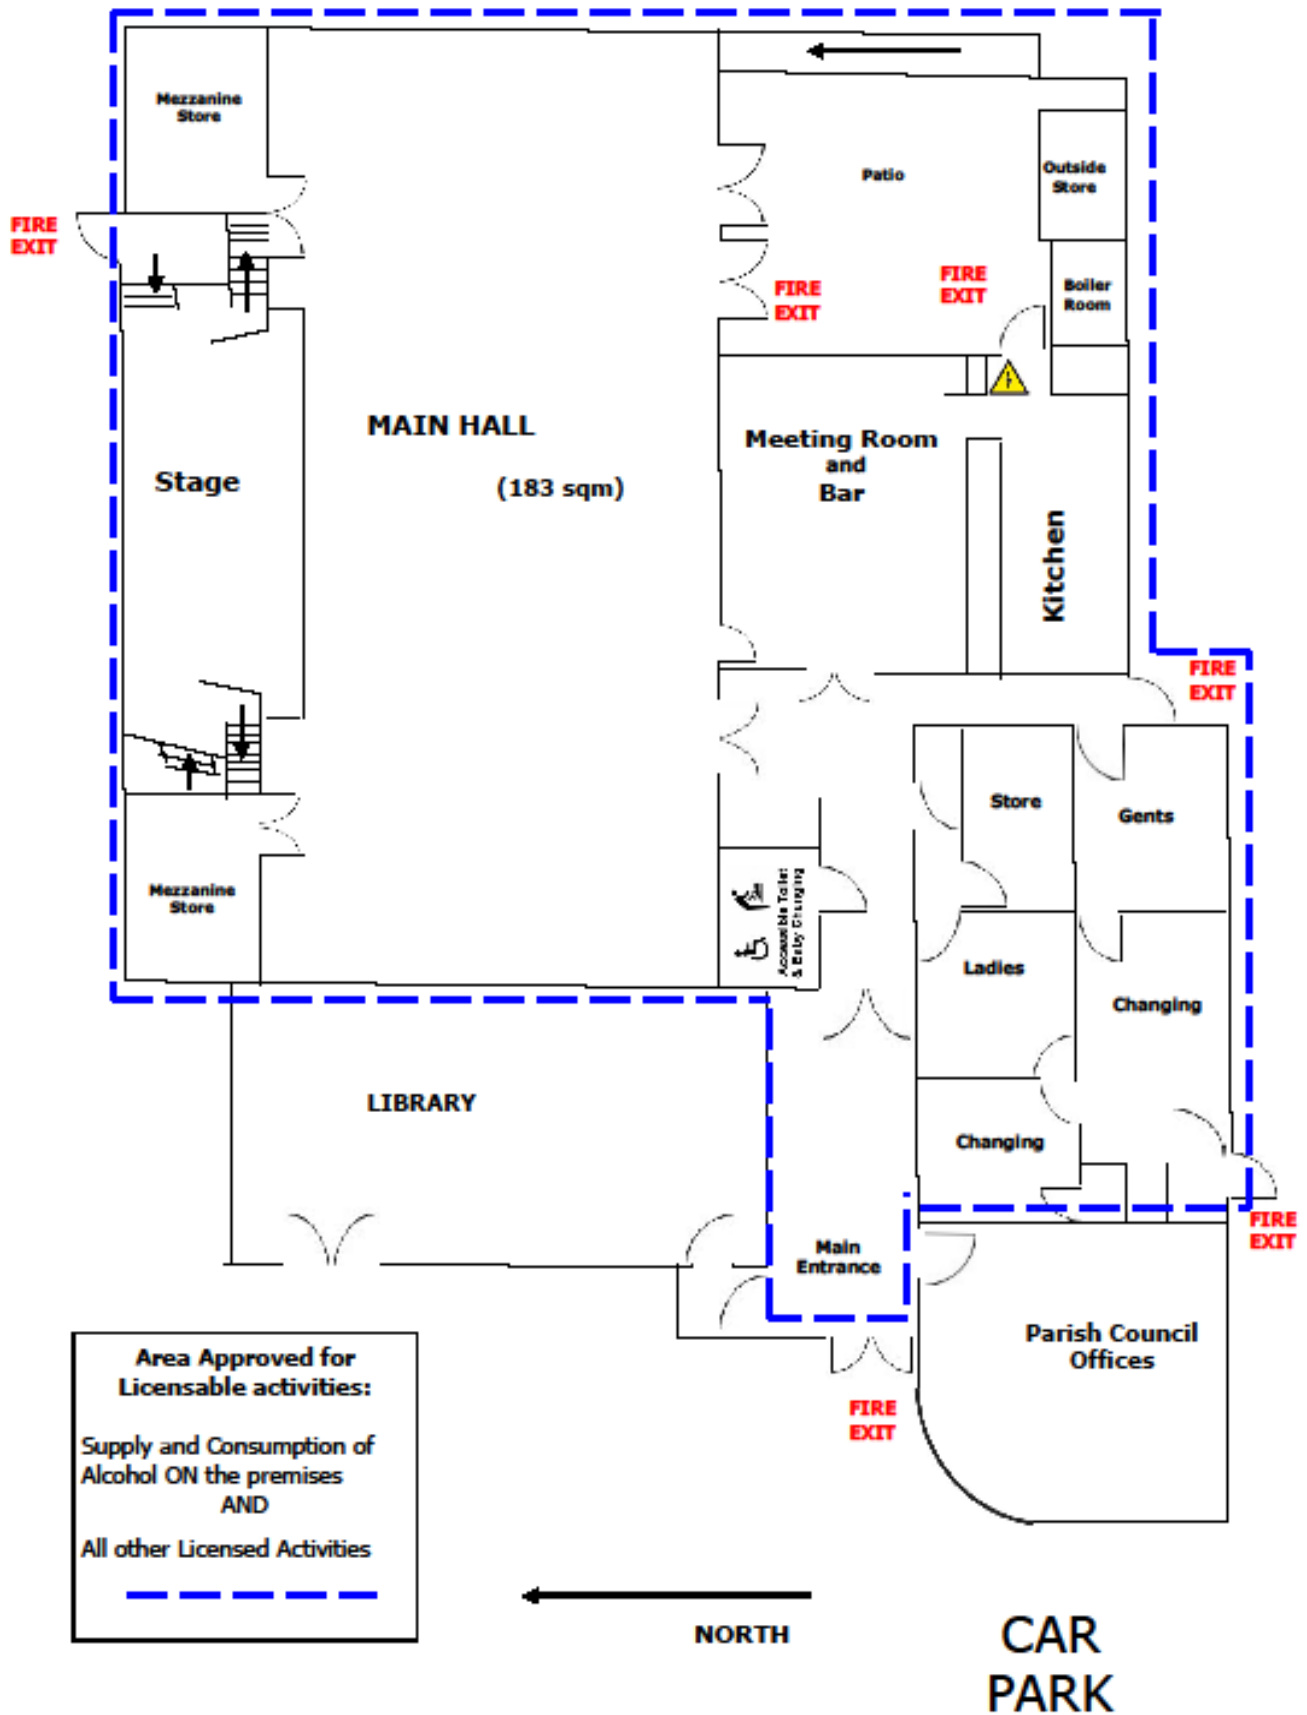 Mezzanine
Store
FIRE
EXIT
Patio
Outside
Store
FIRE
EXIT
FIRE
EXIT
Boiler
Room
MAIN HALL
(183 sqm)
Stage
Meeting Room
and
Bar
Kitchen
FIRE
EXIT
Store
Gents
Mezzanine
Store
Accessible Toilet
& Baby Changing
Ladies
Changing
LIBRARY
Changing
Main
Entrance
FIRE
EXIT
Parish Council
Offices
FIRE
EXIT
Area Approved for
Licensable activities:
Supply and Consumption of
Alcohol ON the premises
AND
All other Licensed Activities
NORTH
CAR
PARK